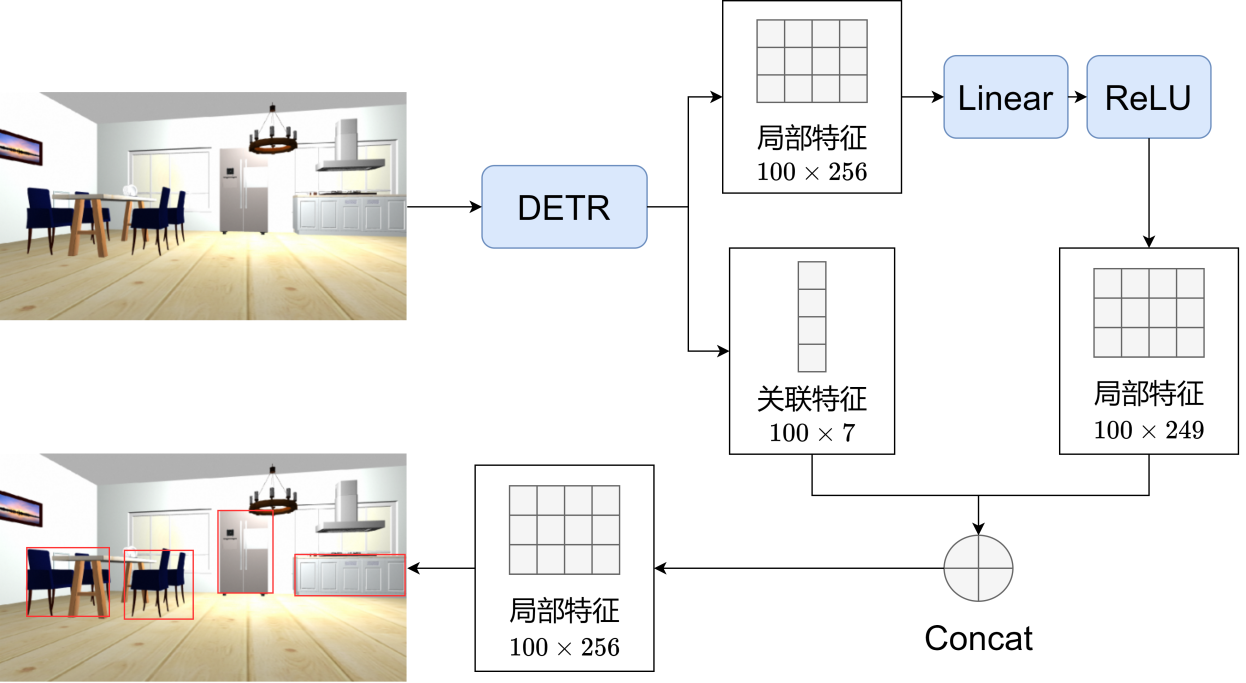 局部特征
100 × 256
Linear
ReLU
DETR
关联特征
100 × 7
局部特征
100 × 249
局部特征
100 × 256
Concat